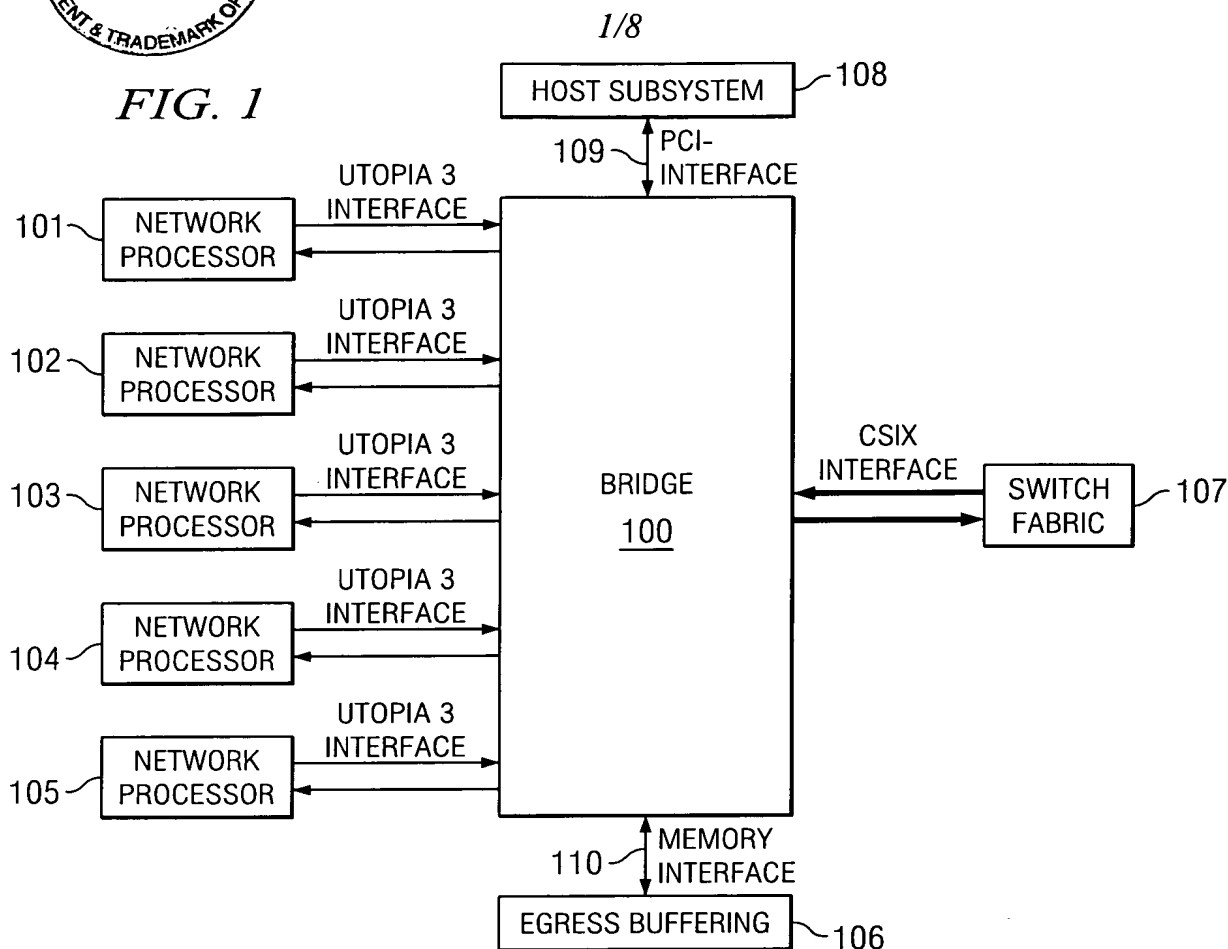 ENT & TRADEMARK OF
1/8
FIG. 1
HOST SUBSYSTEM
108
109
PCI-
INTERFACE
UTOPIA 3
INTERFACE
101
NETWORK
PROCESSOR
UTOPIA 3
INTERFACE
102
NETWORK
PROCESSOR
UTOPIA 3
INTERFACE
103
NETWORK
PROCESSOR
UTOPIA 3
INTERFACE
104
NETWORK
PROCESSOR
UTOPIA 3
INTERFACE
105
NETWORK
PROCESSOR
BRIDGE
100
CSIX
INTERFACE
SWITCH
FABRIC
107
110
MEMORY
INTERFACE
EGRESS BUFFERING
106